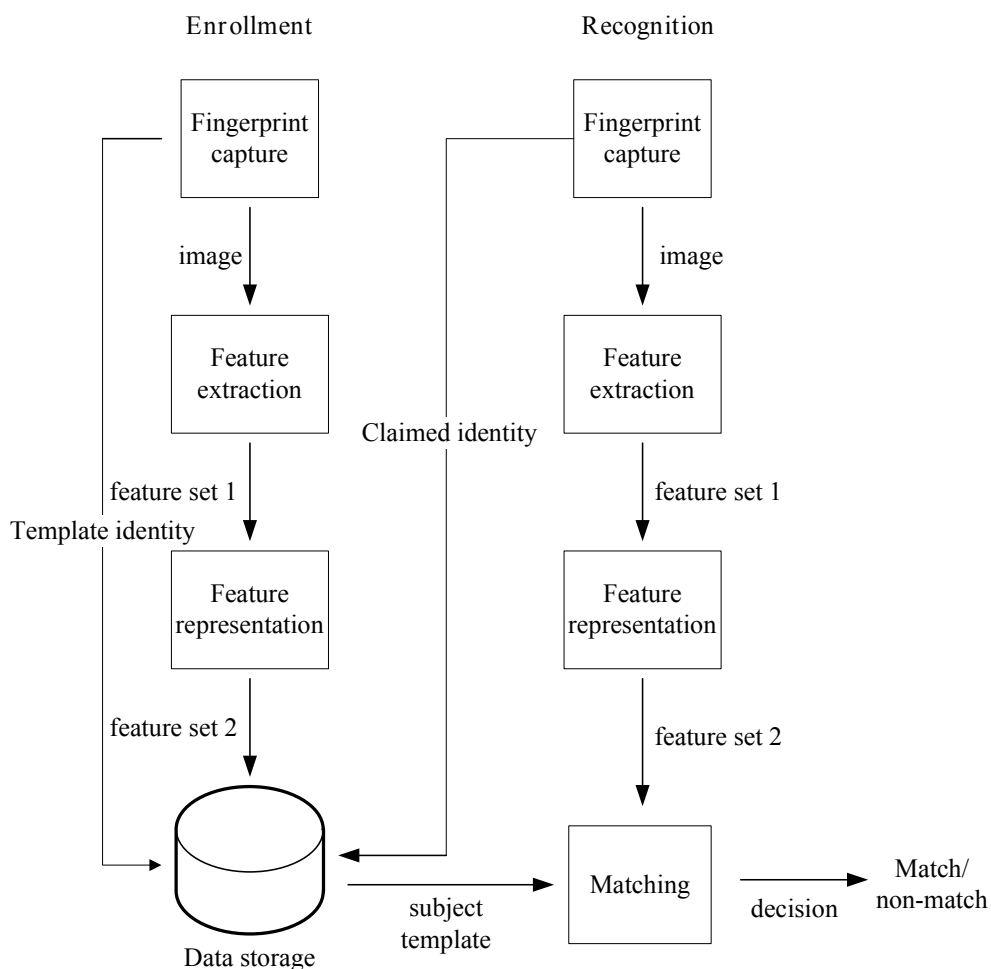 Enrollment
Recognition
Fingerprint
capture
Fingerprint
capture
image
image
Feature
extraction
Feature
extraction
Claimed identity
feature set 1
feature set 1
Template identity
Feature
representation
Feature
representation
feature set 2
feature set 2
Matching
Match/
non-match
subject
template
decision
Data storage